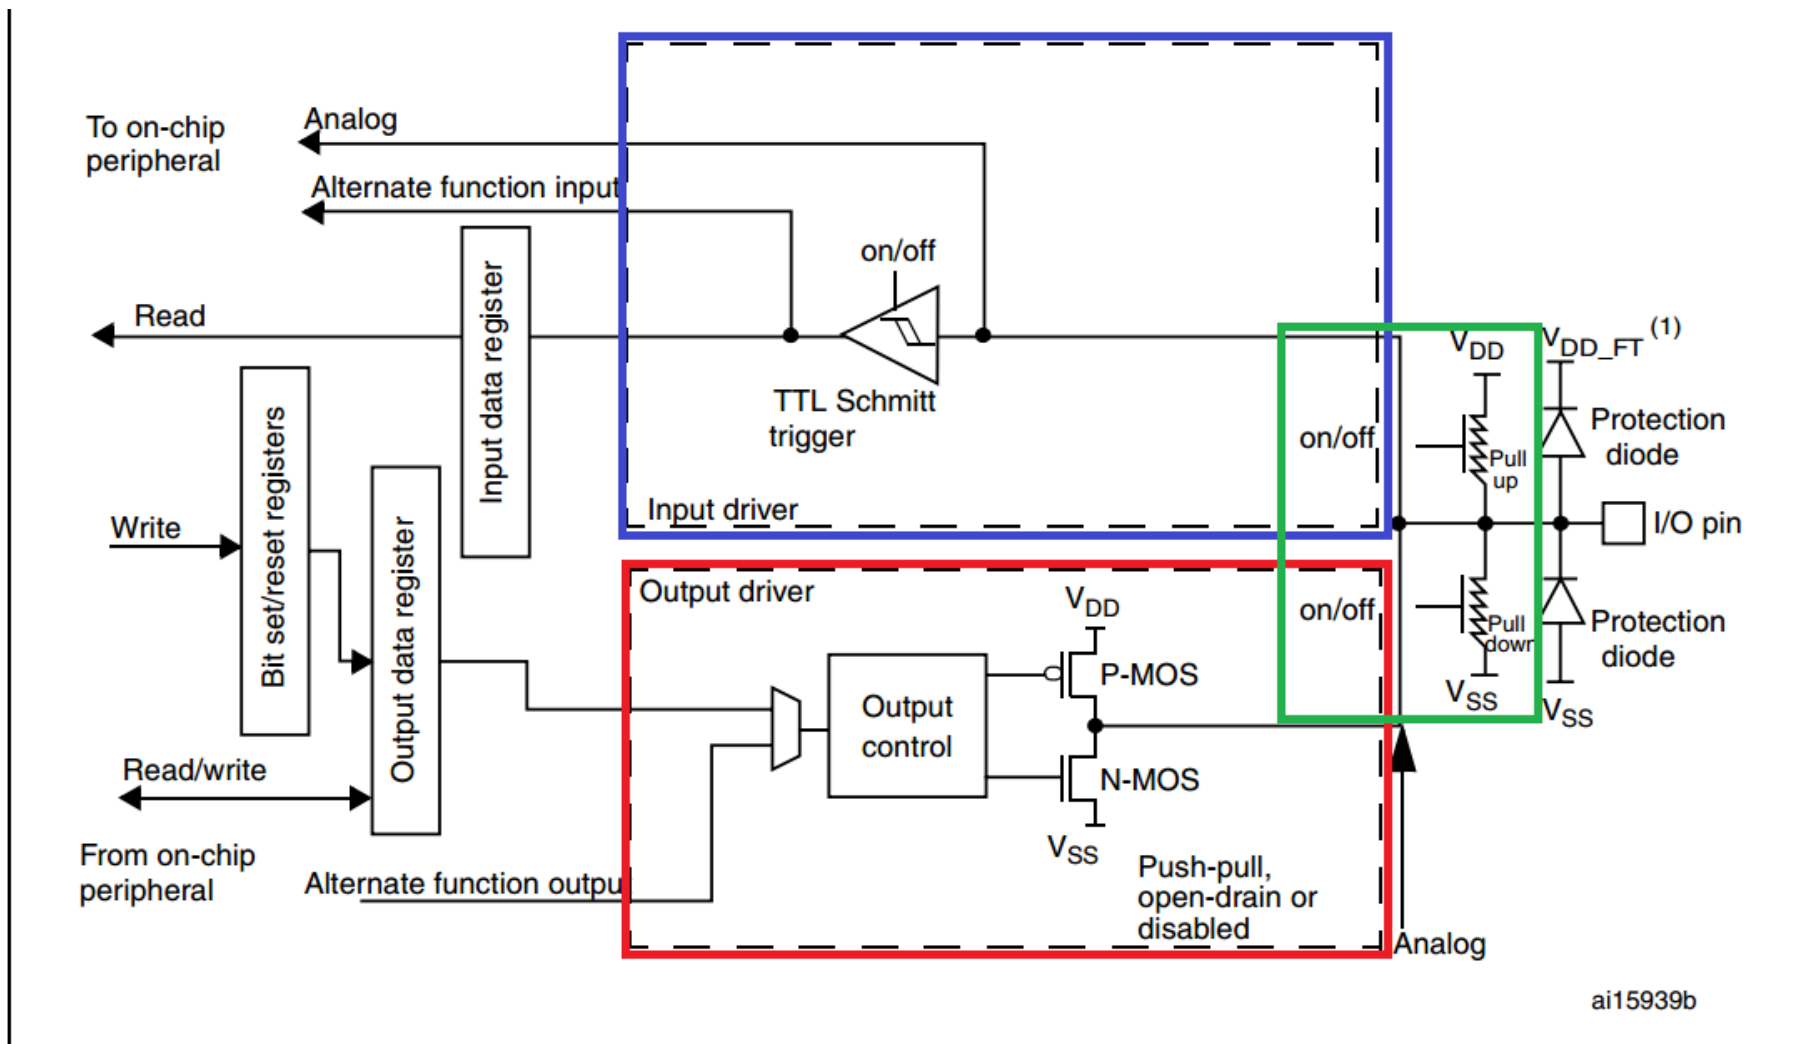 To on-chip
peripheral
Analog
Alternate function input
on/off
Read
Input data register
TTL Schmitt
trigger
Input driver
VDD
VDD_FT (1)
on/off
Pull
up
Protection
diode
I/O pin
Bit set/reset registers
Write
Output data register
Output driver
VDD
on/off
Pull
down
Protection
diode
P-MOS
VSS
VSS
Output
control
Read/write
N-MOS
VSS
From on-chip
peripheral
Alternate function outpu
Push-pull,
open-drain or
disabled
Analog
ai15939b